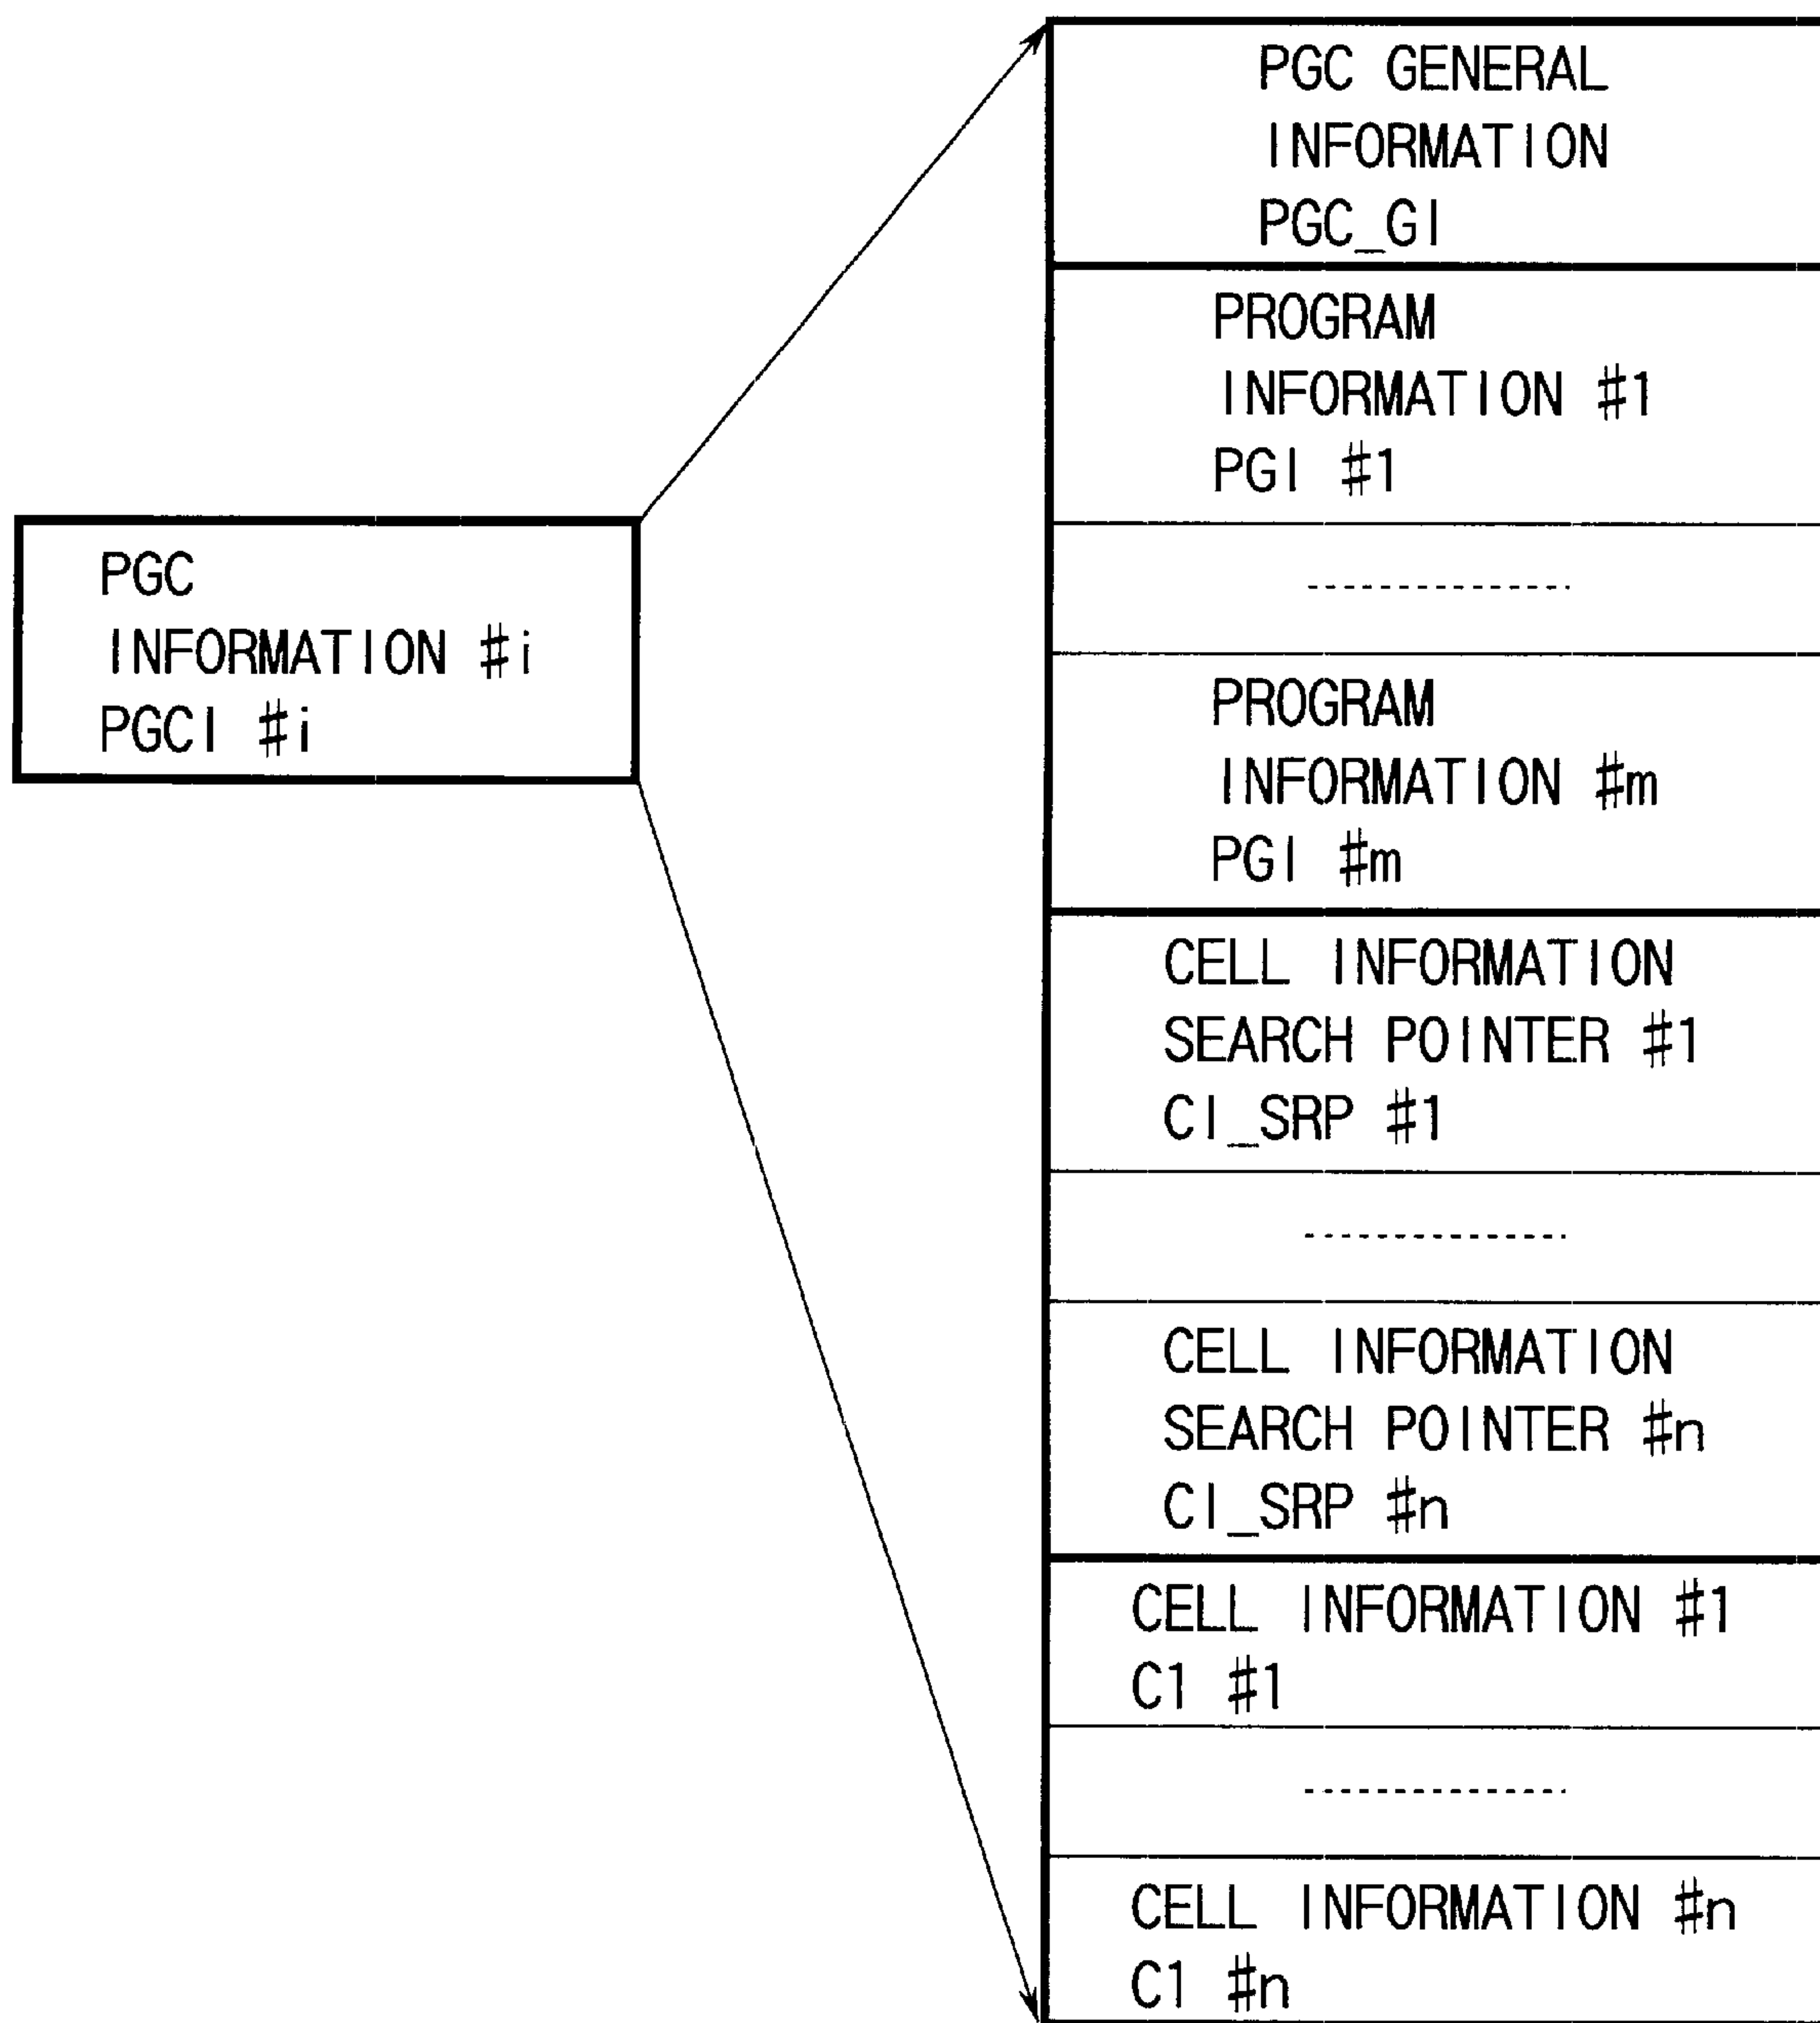 PGC
INFORMATION #i
PGCI #i
PGC GENERAL
INFORMATION
PGC_GI
PROGRAM
INFORMATION #1
PGI #1
PROGRAM
INFORMATION #m
PGI #m
CELL INFORMATION
SEARCH POINTER #1
CI_SRP #1
CELL INFORMATION
SEARCH POINTER #n
CI_SRP #n
CELL INFORMATION #1
C1 #1
CELL INFORMATION #n
C1 #n